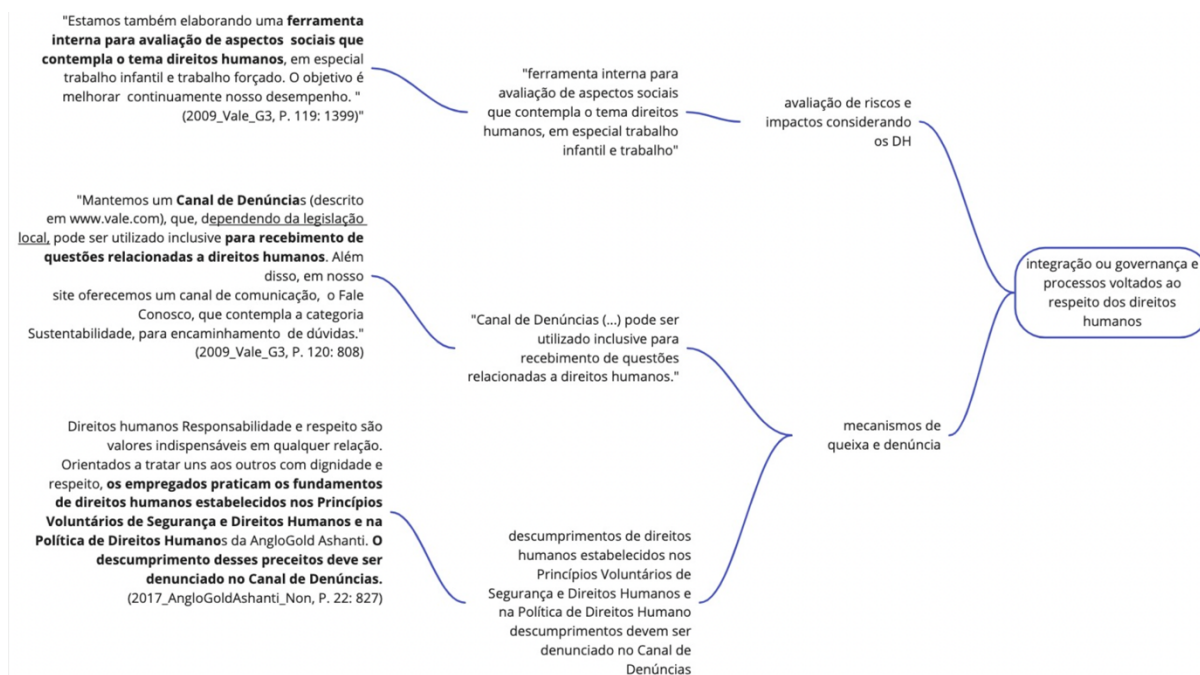 "Estamos também elaborando uma ferramenta
interna para avaliação de aspectos  sociais que
contempla o tema direitos humanos, em especial
trabalho infantil e trabalho forçado. O objetivo é
melhorar  continuamente nosso desempenho. "
(2009_Vale_G3, P. 119: 1399)"
"Mantemos um Canal de Denúncias (descrito
em www.vale.com), que, dependendo da legislação
local, pode ser utilizado inclusive para recebimento de
questões relacionadas a direitos humanos. Além
disso, em nosso
site oferecemos um canal de comunicação,  o Fale
Conosco, que contempla a categoria
Sustentabilidade, para encaminhamento  de dúvidas."
(2009_Vale_G3, P. 120: 808)
Direitos humanos Responsabilidade e respeito são
valores indispensáveis em qualquer relação.
Orientados a tratar uns aos outros com dignidade e
respeito, os empregados praticam os fundamentos
de direitos humanos estabelecidos nos Princípios
Voluntários de Segurança e Direitos Humanos e na
Política de Direitos Humanos da AngloGold Ashanti. O
descumprimento desses preceitos deve ser
denunciado no Canal de Denúncias.
(2017_AngloGoldAshanti_Non, P. 22: 827)
"ferramenta interna para
avaliação de aspectos sociais
que contempla o tema direitos
humanos, em especial trabalho
infantil e trabalho"
"Canal de Denúncias (...) pode ser
utilizado inclusive para
recebimento de questões
relacionadas a direitos humanos."
descumprimentos de direitos
humanos estabelecidos nos
Princípios Voluntários de
Segurança e Direitos Humanos e
na Política de Direitos Humano
descumprimentos devem ser
denunciado no Canal de
Denúncias
avaliação de riscos e
impactos considerando
os DH
mecanismos de
queixa e denúncia
integração ou governança e
processos voltados ao
respeito dos direitos
humanos